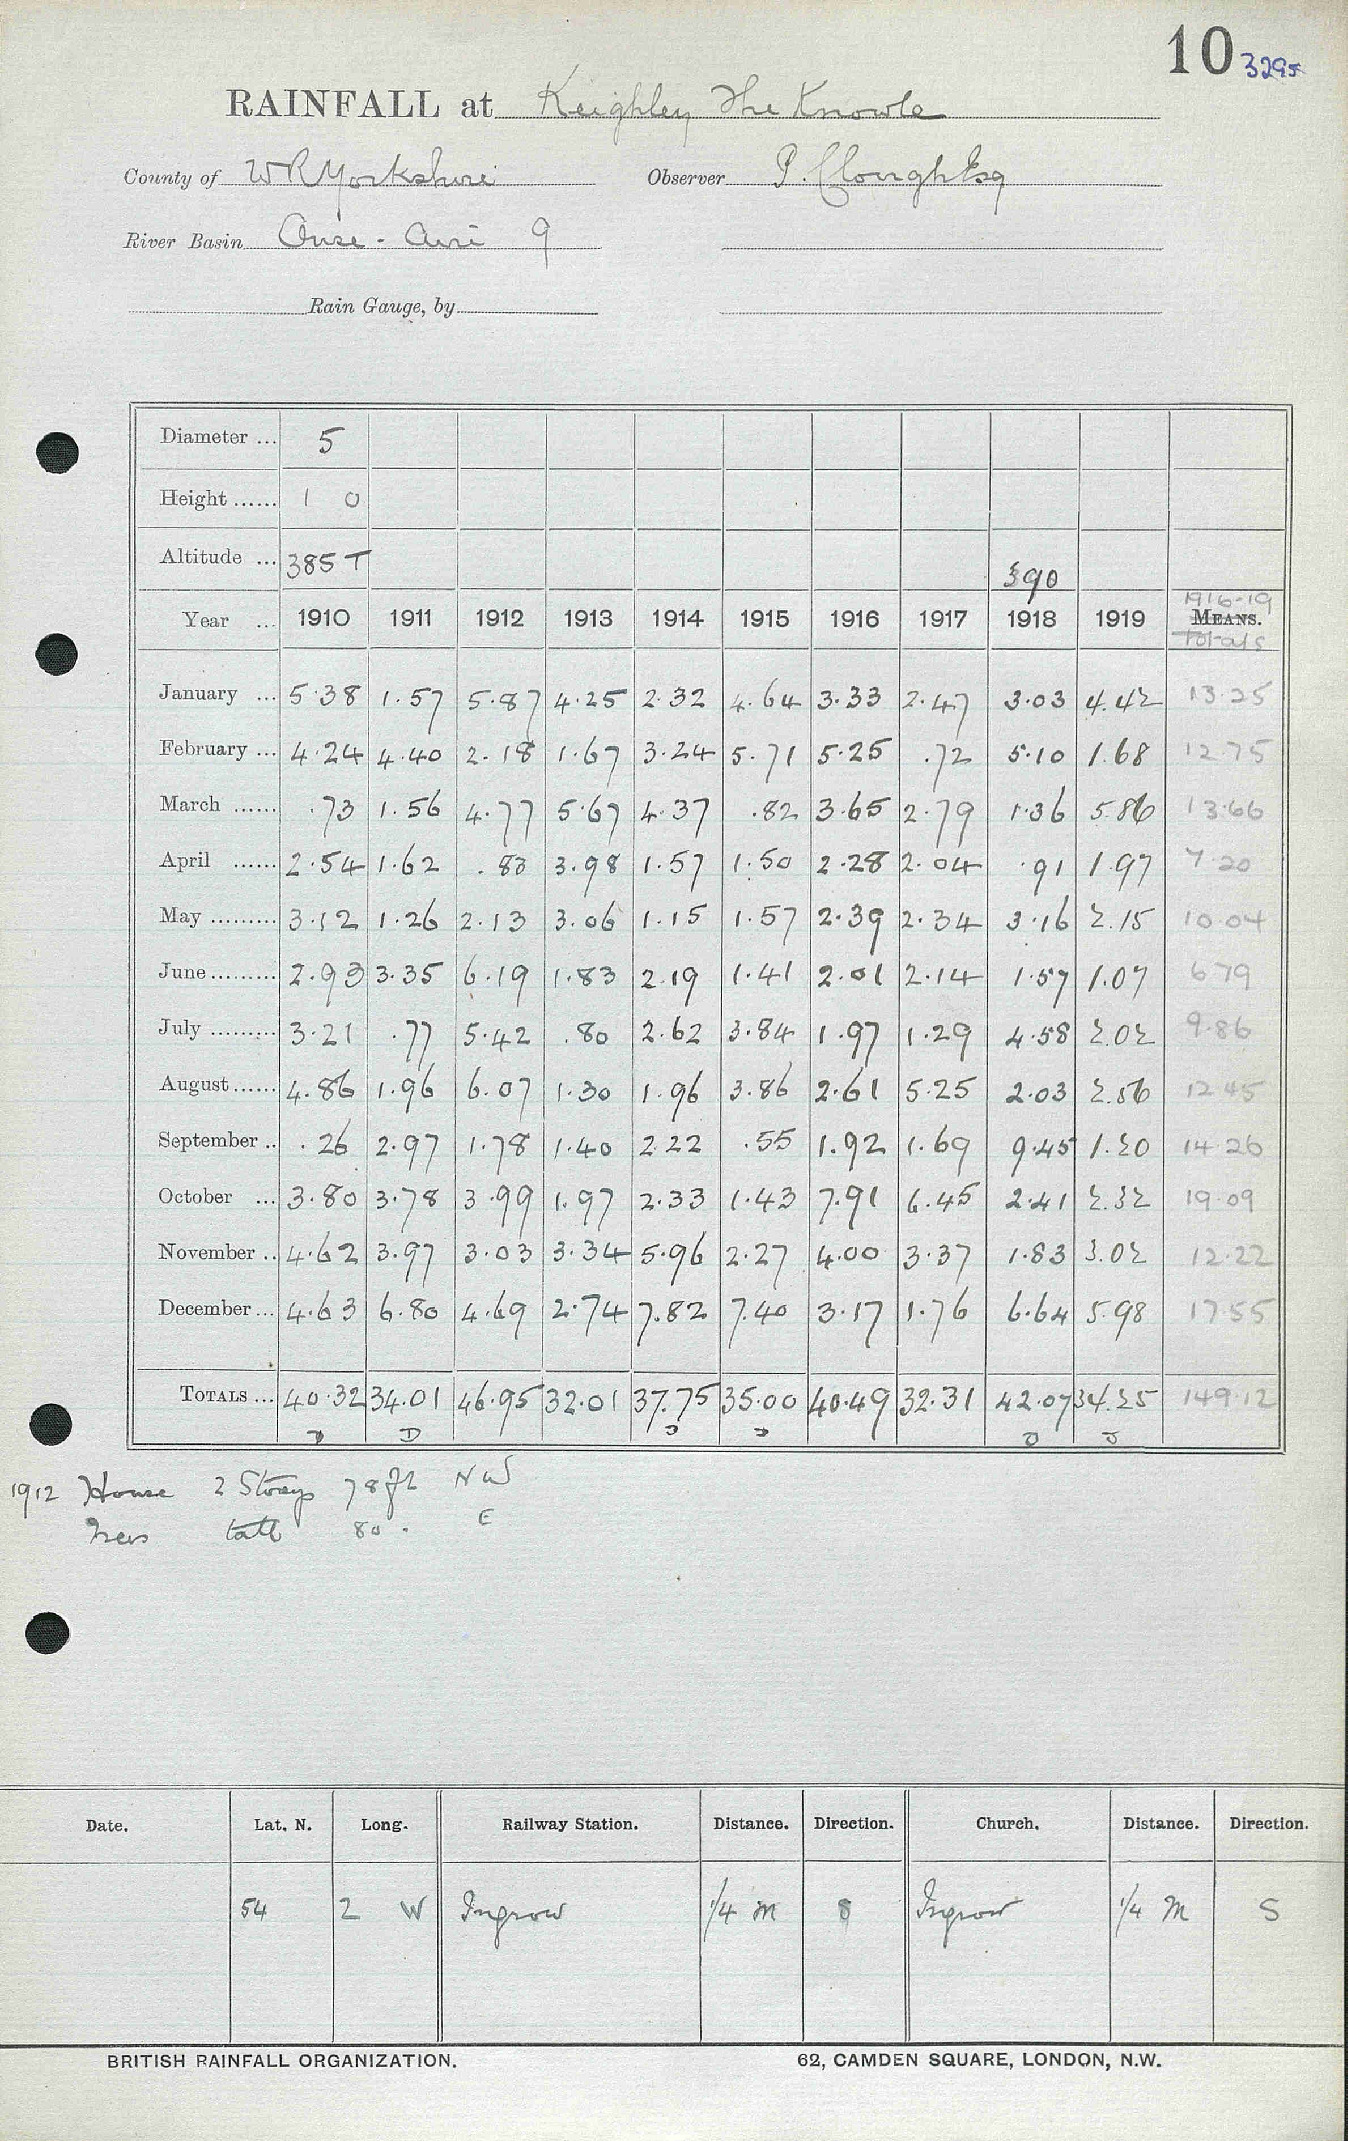 10 3295
RAINFALL at Keighley The Knowle
County of WR Yorkshire Observer P. Clough Esq
River Basin Ouse - Aire 9
Rain Gauge, by
Diameter ... 5
Height ...... 1 0
Altitude ... 385 T 390
1916-19
Year ... 1910 1911 1912 1913 1914 1915 1916 1917 1918 1919 MEANS.
Totals
January ... 5.38 1.57 5.87 4.25 2.32 4.64 3.33 2.47 3.03 4.42 13.25
February ... 4.24 4.40 2.18 1.67 3.24 5.71 5.25 .72 5.10 1.68 12.75
March ...... .73 1.56 4.77 5.67 4.37 .82 3.65 2.79 1.36 5.86 13.66
April ...... 2.54 1.62 .83 3.98 1.57 1.50 2.28 2.04 .91 1.97 7 20
May ......... 3.12 1.26 2.13 3.06 1.15 1.57 2.39 2.34 3.16 2.15 10.04
June ......... 2.93 3.35 6.19 1.83 2.19 1.41 2.01 2.14 1.57 1.07 6 79
July ......... 3.21 .77 5.42 .80 2.62 3.84 1.97 1.29 4.58 2.02 9.86
August ...... 4.86 1.96 6.07 1.30 1.96 3.86 2.61 5.25 2.03 2.56 12 45
September .. .26 2.97 1.78 1.40 2.22 .55 1.92 1.69 9.45 1.20 14 26
October ... 3.80 3.78 3.99 1.97 2.33 1.43 7.91 6.45 2.41 2.32 19.09
November .. 4.62 3.97 3.03 3.34 5.96 2.27 4.00 3.37 1.83 3.02 12.22
December ... 4.63 6.80 4.69 2.74 7.82 7.40 3.17 1.76 6.64 5.98 17.55
TOTALS ... 40.32 34.01 46.95 32.01 37.75 35.00 40.49 32.31 42.07 34.25 149.12
1912 House 2 Storeys 78 ft NW
Trees tall 80 . E
Date. Lat. N. Long. Railway Station. Distance. Direction. Church. Distance. Direction.
54 2 W Ingrow 1/4 m S Ingrow 1/4 M S
BRITISH RAINFALL ORGANIZATION. 62, CAMDEN SQUARE, LONDON, N.W.